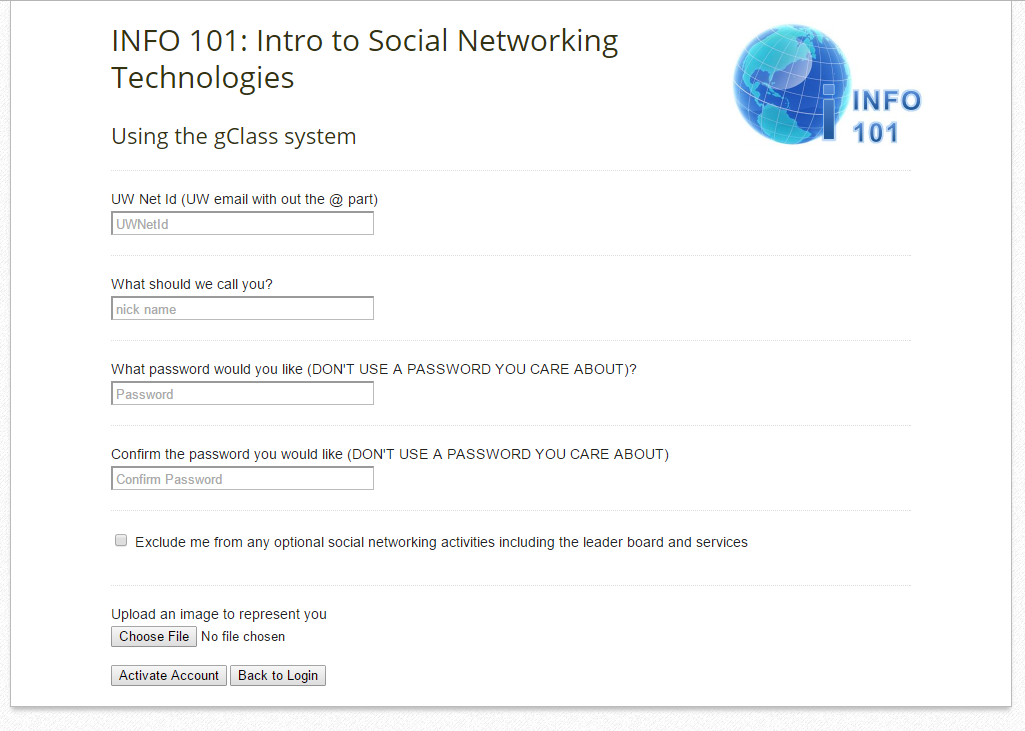 INFO 101: Intro to Social Networking
Technologies
INFO
101
Using the gClass system
UW Net Id (UW email with out the @ part)
UWNetId
What should we call you?
nick name
What password would you like (DON'T USE A PASSWORD YOU CARE ABOUT)?
Password
Confirm the password you would like (DON'T USE A PASSWORD YOU CARE ABOUT)
Confirm Password
Exclude me from any optional social networking activities including the leader board and services
Upload an image to represent you
Choose File No file chosen
Activate Account Back to Login